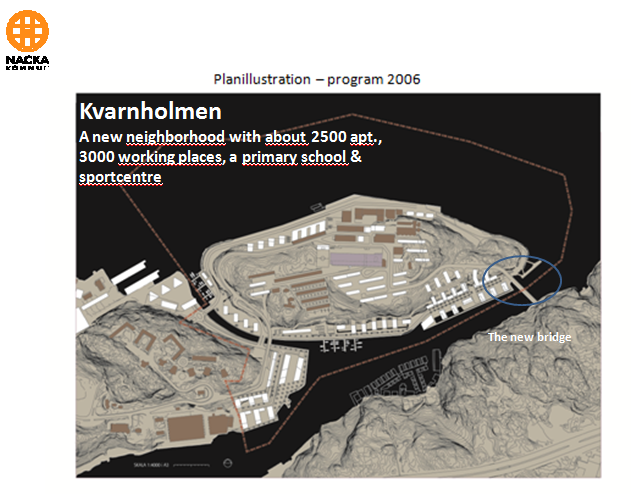 NACKA
KOMMUN
Planillustration – program 2006
Kvarnholmen
A new neighborhood with about 2500 apt.,
3000 working places, a primary school &
sportcentre
The new bridge